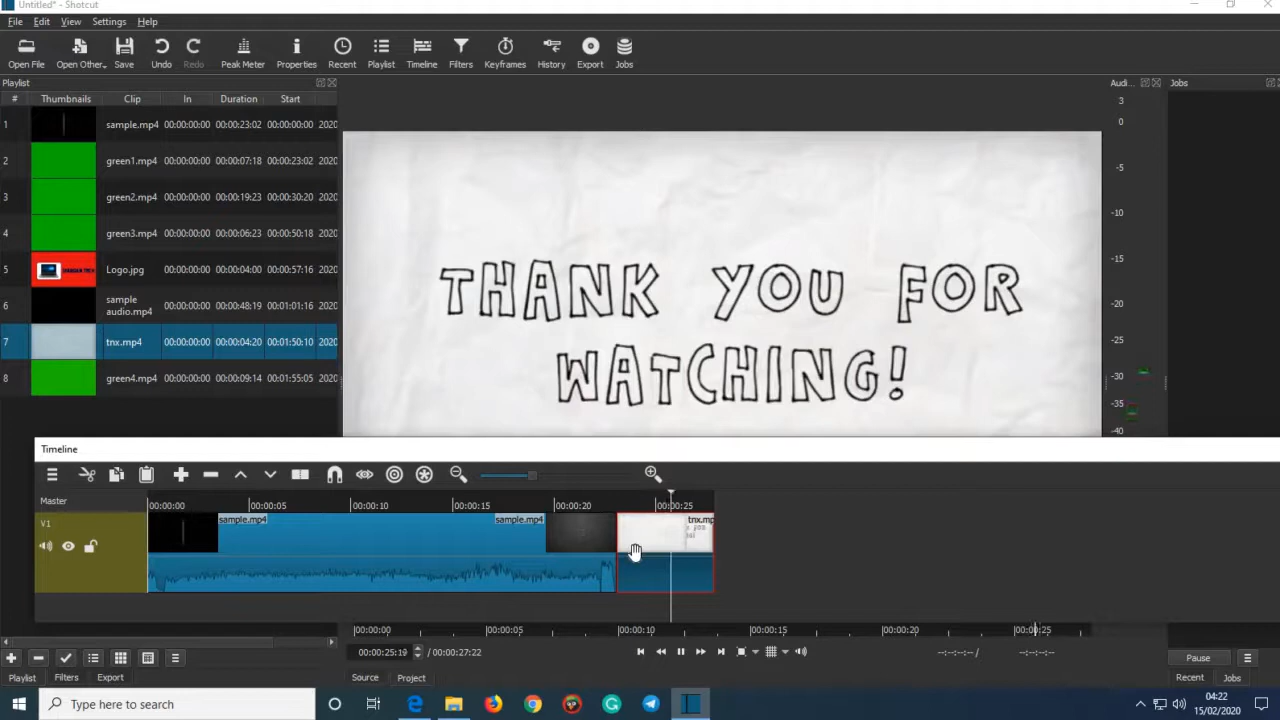 Untitled* - Shotcut
File Edit View Settings Help
Open File Open Other.. Save Undo Redo Peak Meter Properties Recent Playlist Timeline Filters Keyframes History Export Jobs
Playlist
Audi...
Jobs
# Thumbnails Clip In Duration Start
1 sample.mp4 00:00:00:00 00:00:23:02 00:00:00:00 2020
2 green1.mp4 00:00:00:00 00:00:07:18 00:00:23:02 2020
3 green2.mp4 00:00:00:00 00:00:19:23 00:00:30:20 2020
4 green3.mp4 00:00:00:00 00:00:06:23 00:00:50:18 2020
5 Logo.jpg 00:00:00:00 00:00:04:00 00:00:57:16 2020
6 sample audio.mp4 00:00:00:00 00:00:48:19 00:01:01:16 2020
7 tnx.mp4 00:00:00:00 00:00:04:20 00:01:50:10 2020
8 green4.mp4 00:00:00:00 00:00:09:14 00:01:55:05 2020
THANK YOU FOR
WATCHING!
3
0
-5
-10
-15
-20
-25
-30
-35
-40
Timeline
Master
00:00:00 00:00:05 00:00:10 00:00:15 00:00:20 00:00:25
V1
sample.mp4 sample.mp4 tnx.mp
00:00:00 00:00:05 00:00:10 00:00:15 00:00:20 00:00:25
00:00:25:19 / 00:00:27:22 --:--:--:-- / --:--:--:--
Pause
Playlist Filters Export
Source Project
Recent Jobs
Type here to search
04:22
15/02/2020